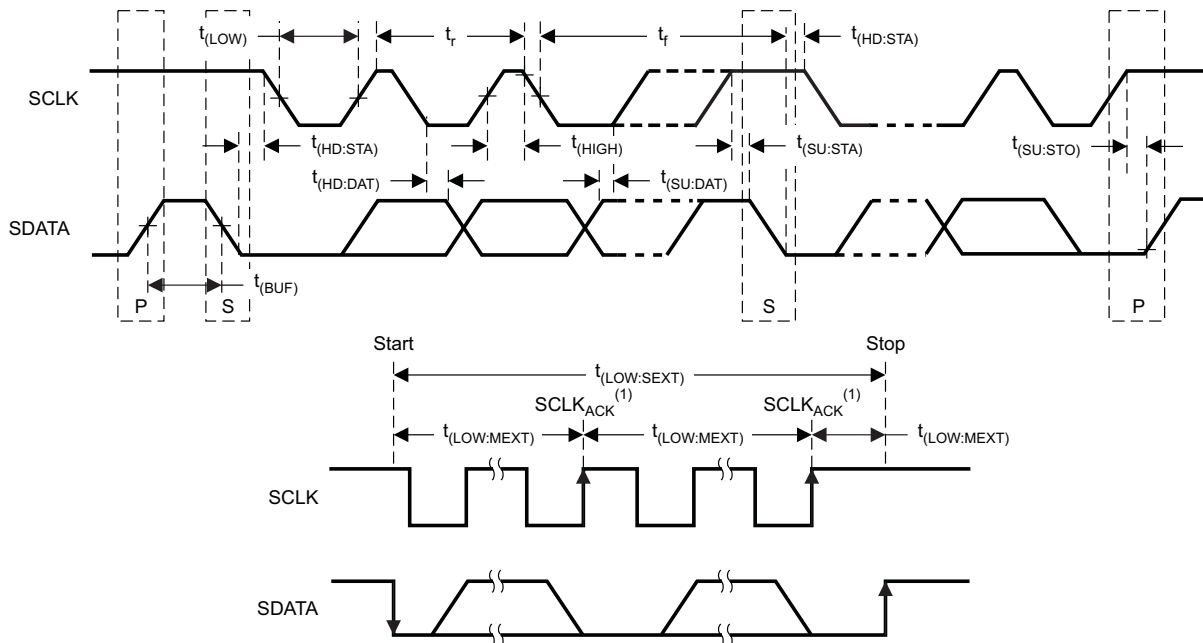 t(LOW) tr tf t(HD:STA)
SCLK
t(HD:STA) t(HIGH) t(SU:STA) t(SU:STO)
t(HD:DAT) t(SU:DAT)
SDATA
t(BUF)
P S S P
Start Stop
t(LOW:SEXT)
SCLKACK(1) SCLKACK(1)
t(LOW:MEXT) t(LOW:MEXT) t(LOW:MEXT)
SCLK
SDATA